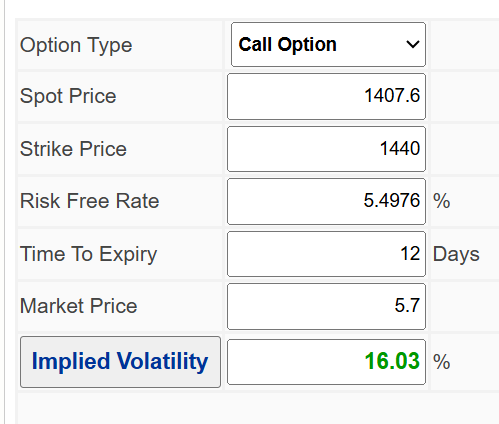 Option Type Call Option
Spot Price 1407.6
Strike Price 1440
Risk Free Rate 5.4976 %
Time To Expiry 12 Days
Market Price 5.7
Implied Volatility 16.03 %